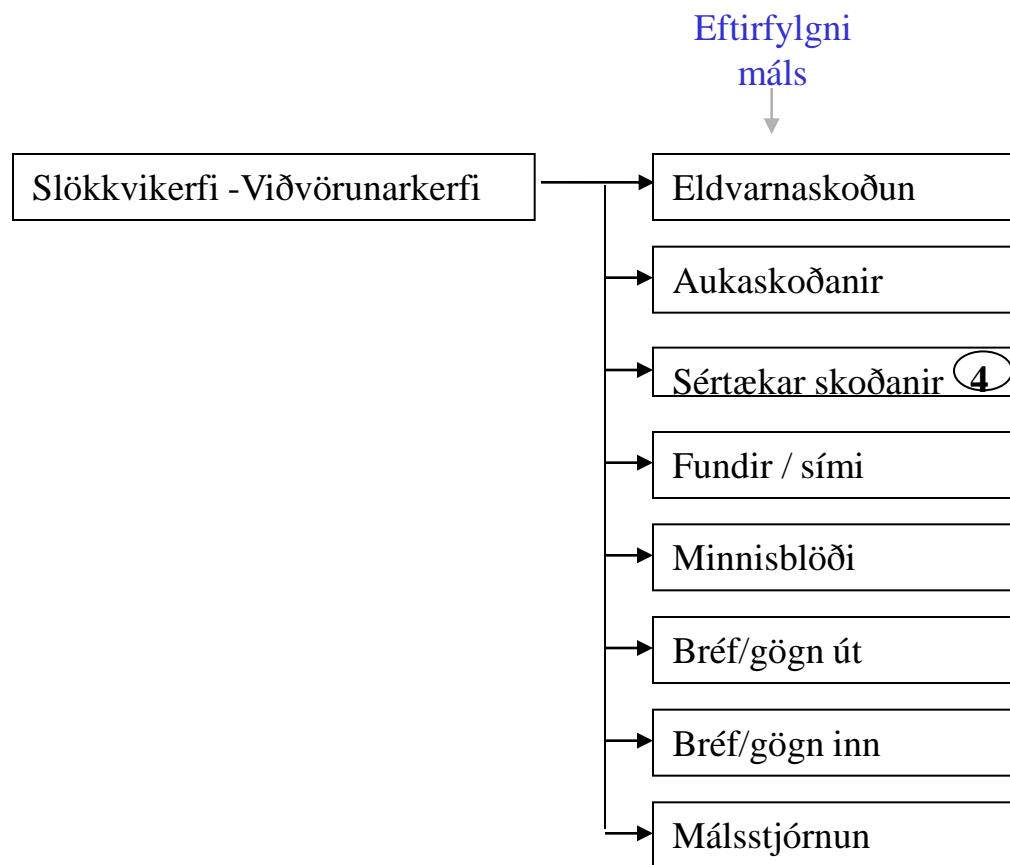 Eftirfylgni
máls
Slökkvikerfi -Viðvörunarkerfi
Eldvarnaskoðun
Aukaskoðanir
Sértækar skoðanir 4
Fundir / sími
Minnisblöði
Bréf/gögn út
Bréf/gögn inn
Málsstjórnun